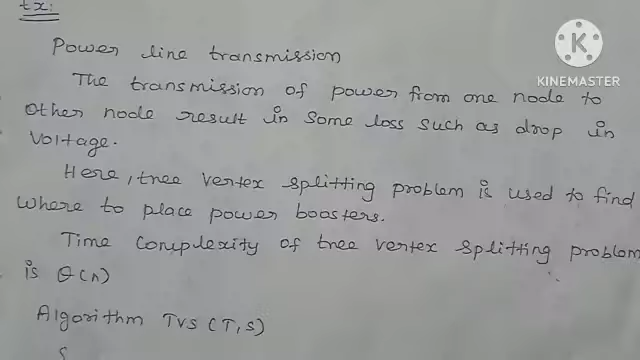 Ex:
Power line transmission
The transmission of power from one node to
other node result in some loss such as drop in
voltage.
Here, tree vertex splitting problem is used to find
where to place power boosters.
Time complexity of tree vertex splitting problem
is θ(n)
Algorithm TVS (T, S)
K
KINEMASTER